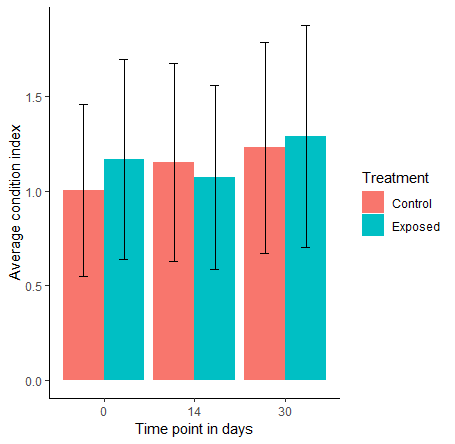 Average condition index
1.5
1.0
0.5
0.0
0 14 30
Time point in days
Treatment
Control
Exposed